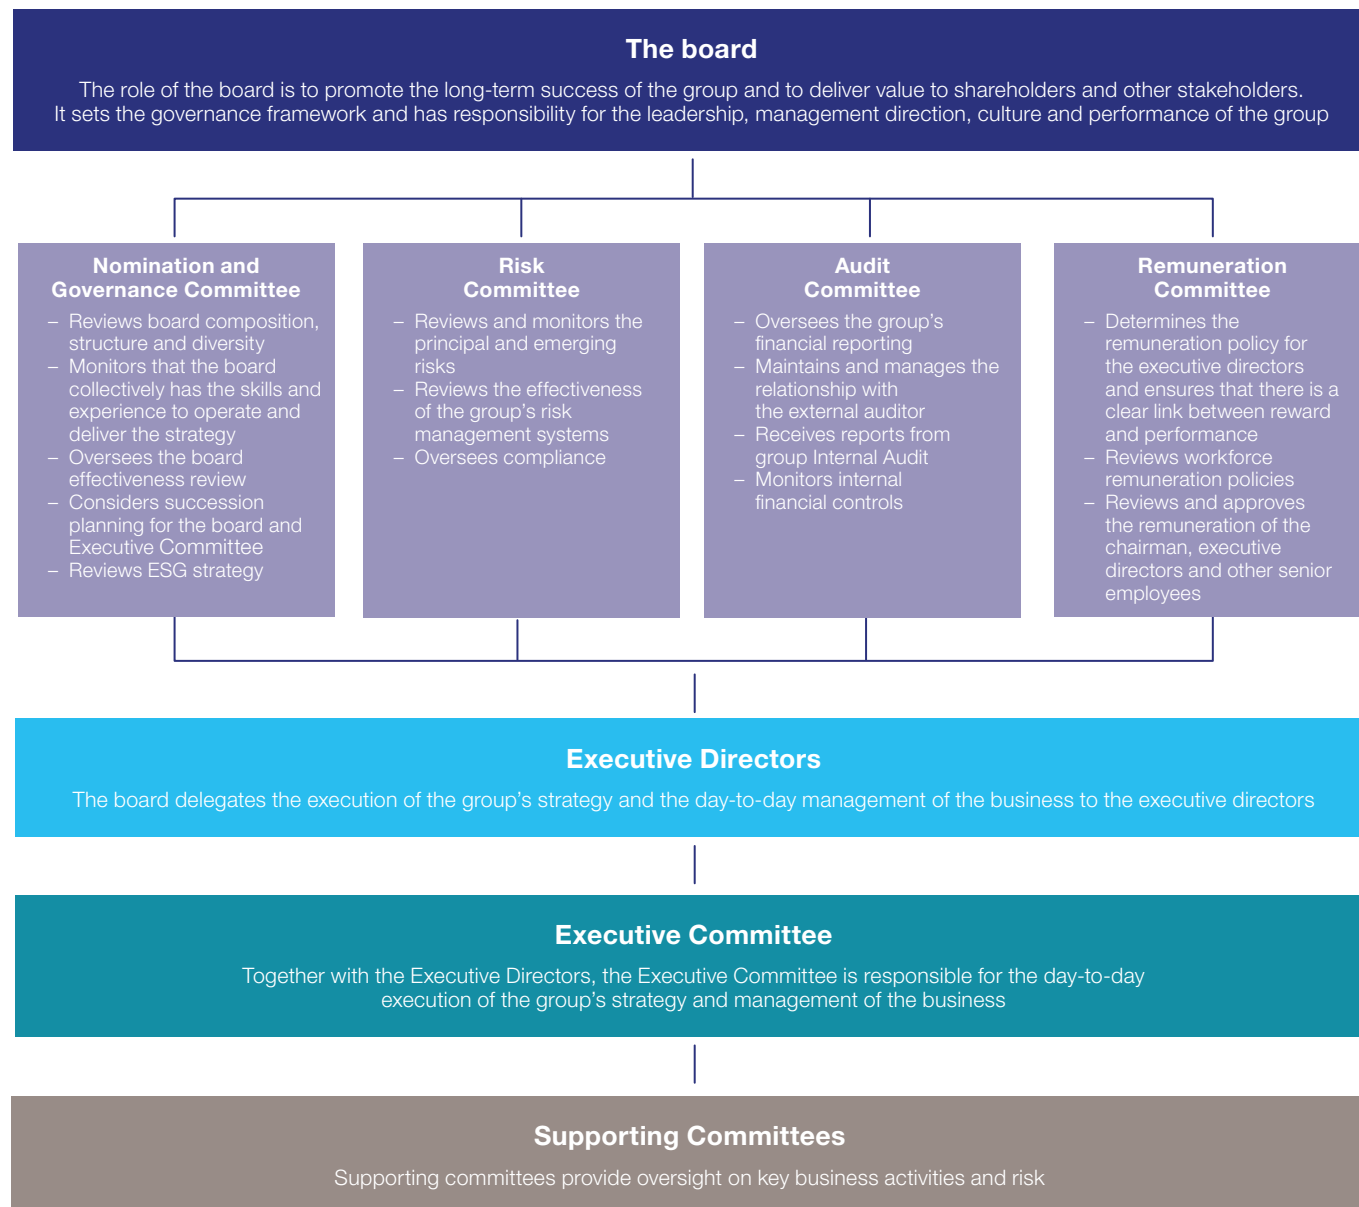 The board
The role of the board is to promote the long-term success of the group and to deliver value to shareholders and other stakeholders.
It sets the governance framework and has responsibility for the leadership, management direction, culture and performance of the group
Nomination and
Governance Committee
– Reviews board composition,
structure and diversity
– Monitors that the board
collectively has the skills and
experience to operate and
deliver the strategy
– Oversees the board
effectiveness review
– Considers succession
planning for the board and
Executive Committee
– Reviews ESG strategy
Risk
Committee
– Reviews and monitors the
principal and emerging
risks
– Reviews the effectiveness
of the group’s risk
management systems
– Oversees compliance
Audit
Committee
– Oversees the group’s
financial reporting
– Maintains and manages the
relationship with
the external auditor
– Receives reports from
group Internal Audit
– Monitors internal
financial controls
Remuneration
Committee
– Determines the
remuneration policy for
the executive directors
and ensures that there is a
clear link between reward
and performance
– Reviews workforce
remuneration policies
– Reviews and approves
the remuneration of the
chairman, executive
directors and other senior
employees
Executive Directors
The board delegates the execution of the group’s strategy and the day-to-day management of the business to the executive directors
Executive Committee
Together with the Executive Directors, the Executive Committee is responsible for the day-to-day
execution of the group’s strategy and management of the business
Supporting Committees
Supporting committees provide oversight on key business activities and risk